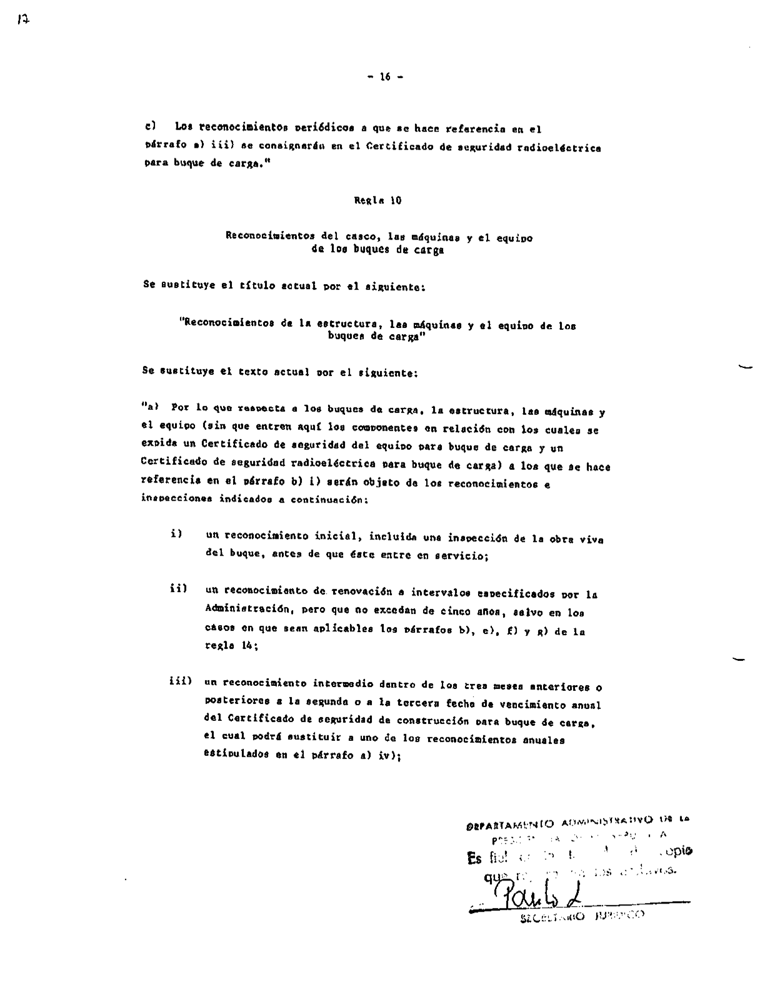 17
- 16 -
c) Los reconocimientos periódicos a que se hace referencia en el
párrafo a) iii) se consignarán en el Certificado de seguridad radioeléctrica
para buque de carga."
Regla 10
Reconocimientos del casco, las máquinas y el equipo
de los buques de carga
Se sustituye el título actual por el siguiente:
"Reconocimientos de la estructura, las máquinas y el equipo de los
buques de carga"
Se sustituye el texto actual por el siguiente:
"a) Por lo que respecta a los buques de carga, la estructura, las máquinas y
el equipo (sin que entren aquí los componentes en relación con los cuales se
expida un Certificado de seguridad del equipo para buque de carga y un
Certificado de seguridad radioeléctrica para buque de carga) a los que se hace
referencia en el párrafo b) i) serán objeto de los reconocimientos e
inspecciones indicados a continuación:
i) un reconocimiento inicial, incluida una inspección de la obra viva
del buque, antes de que éste entre en servicio;
ii) un reconocimiento de renovación a intervalos especificados por la
Administración, pero que no excedan de cinco años, salvo en los
casos en que sean aplicables los párrafos b), e), f) y g) de la
regla 14;
iii) un reconocimiento intermedio dentro de los tres meses anteriores o
posteriores a la segunda o a la tercera fecha de vencimiento anual
del Certificado de seguridad de construcción para buque de carga,
el cual podrá sustituir a uno de los reconocimientos anuales
estipulados en el párrafo a) iv);
DEPARTAMENTO ADMINISTRATIVO DE LA
Es fiel copia
que
SECRETARIO JURIDICO